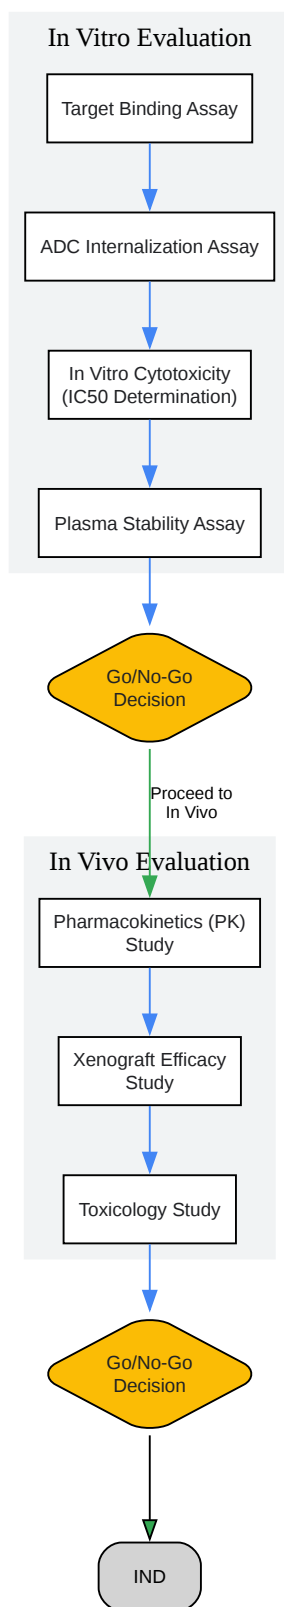 In Vitro Evaluation
Target Binding Assay
ADC Internalization Assay
In Vitro Cytotoxicity
(IC50 Determination)
Plasma Stability Assay
Go/No-Go
Decision
Proceed to
In Vivo
In Vivo Evaluation
Pharmacokinetics (PK)
Study
Xenograft Efficacy
Study
Toxicology Study
Go/No-Go
Decision
IND